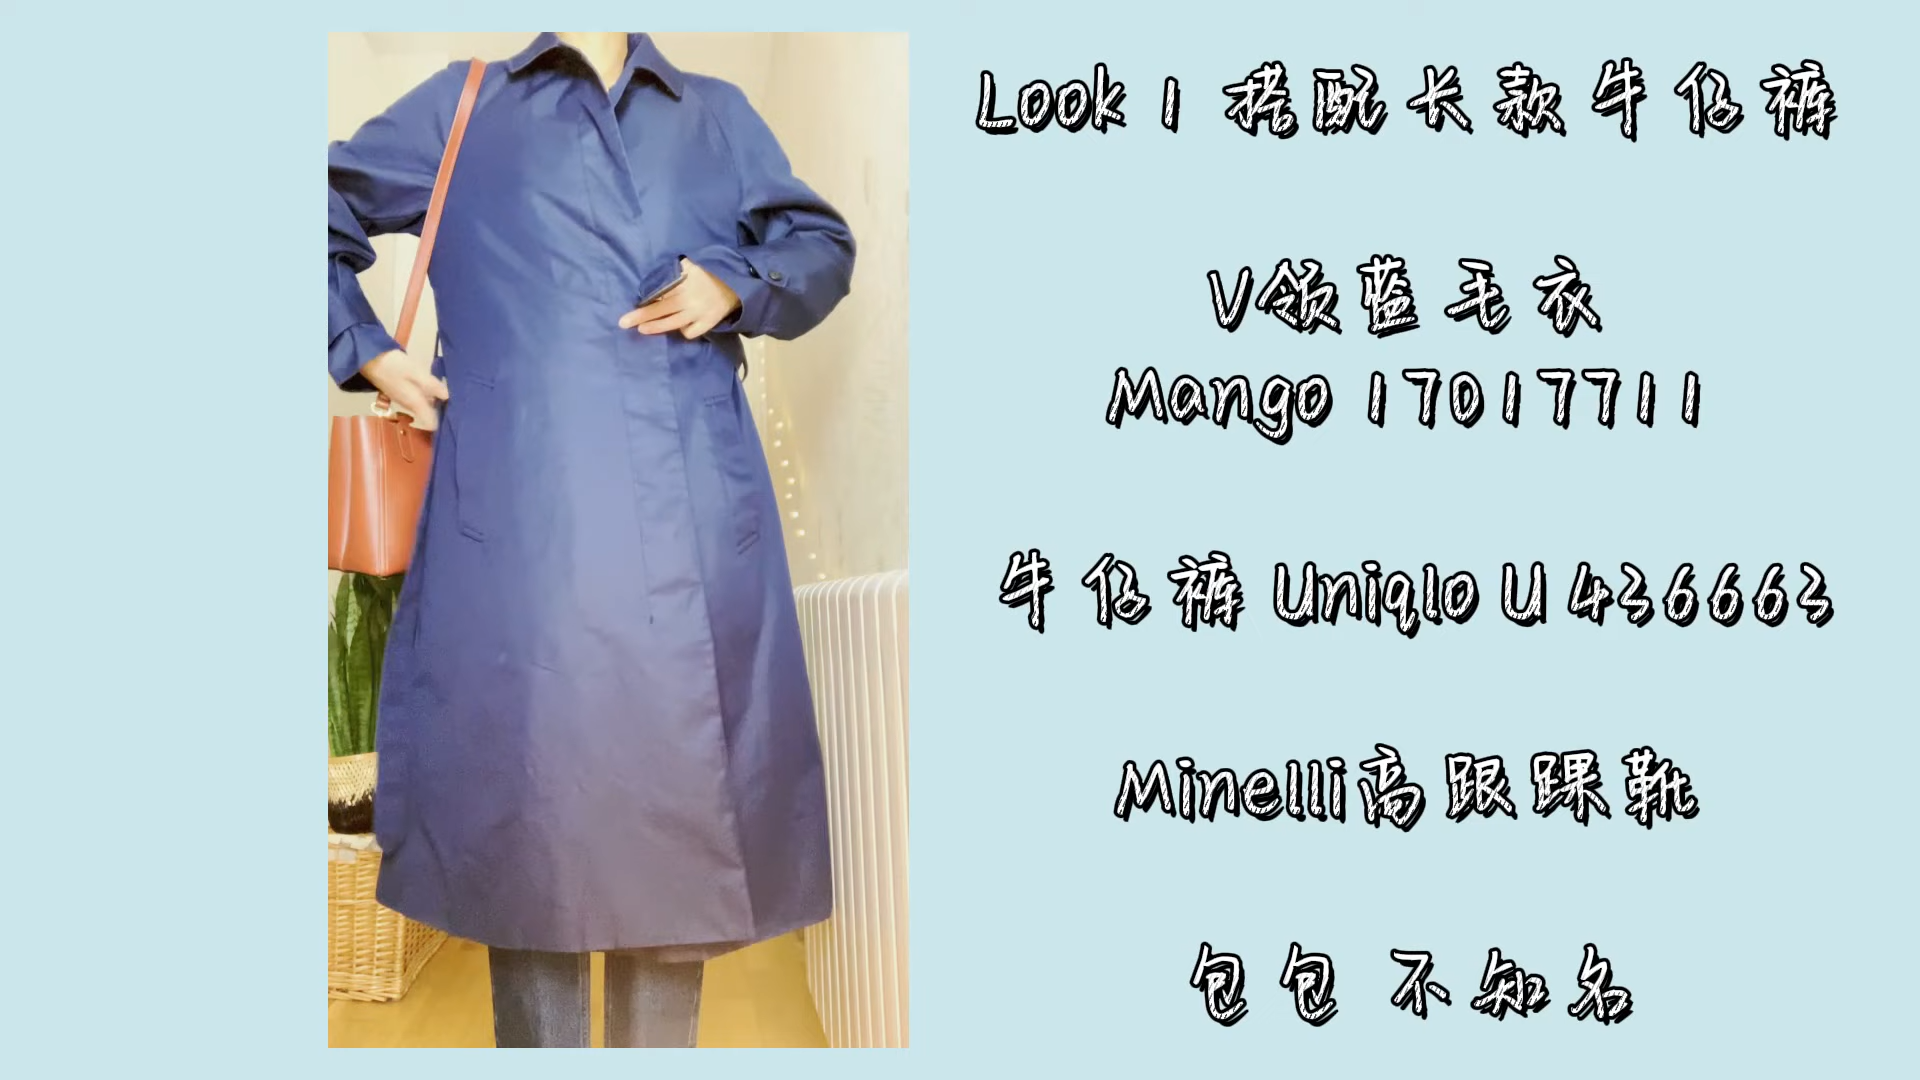 Look 1 搭配长款牛仔裤
V领蓝毛衣
Mango 17017711
牛仔裤 Uniqlo U 436663
Minelli高跟踝靴
包包 不知名